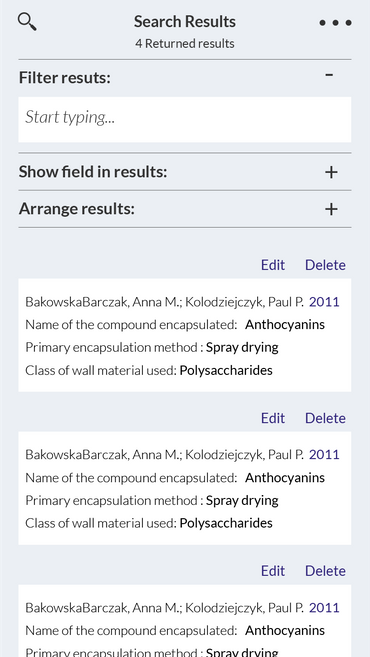 Search Results
4 Returned results
Filter resuts:
-
Start typing...
Show field in results:
+
Arrange results:
+
Edit Delete
BakowskaBarczak, Anna M.; Kolodziejczyk, Paul P. 2011
Name of the compound encapsulated: Anthocyanins
Primary encapsulation method : Spray drying
Class of wall material used: Polysaccharides
Edit Delete
BakowskaBarczak, Anna M.; Kolodziejczyk, Paul P. 2011
Name of the compound encapsulated: Anthocyanins
Primary encapsulation method : Spray drying
Class of wall material used: Polysaccharides
Edit Delete
BakowskaBarczak, Anna M.; Kolodziejczyk, Paul P. 2011
Name of the compound encapsulated: Anthocyanins
Primary encapsulation method : Spray drying